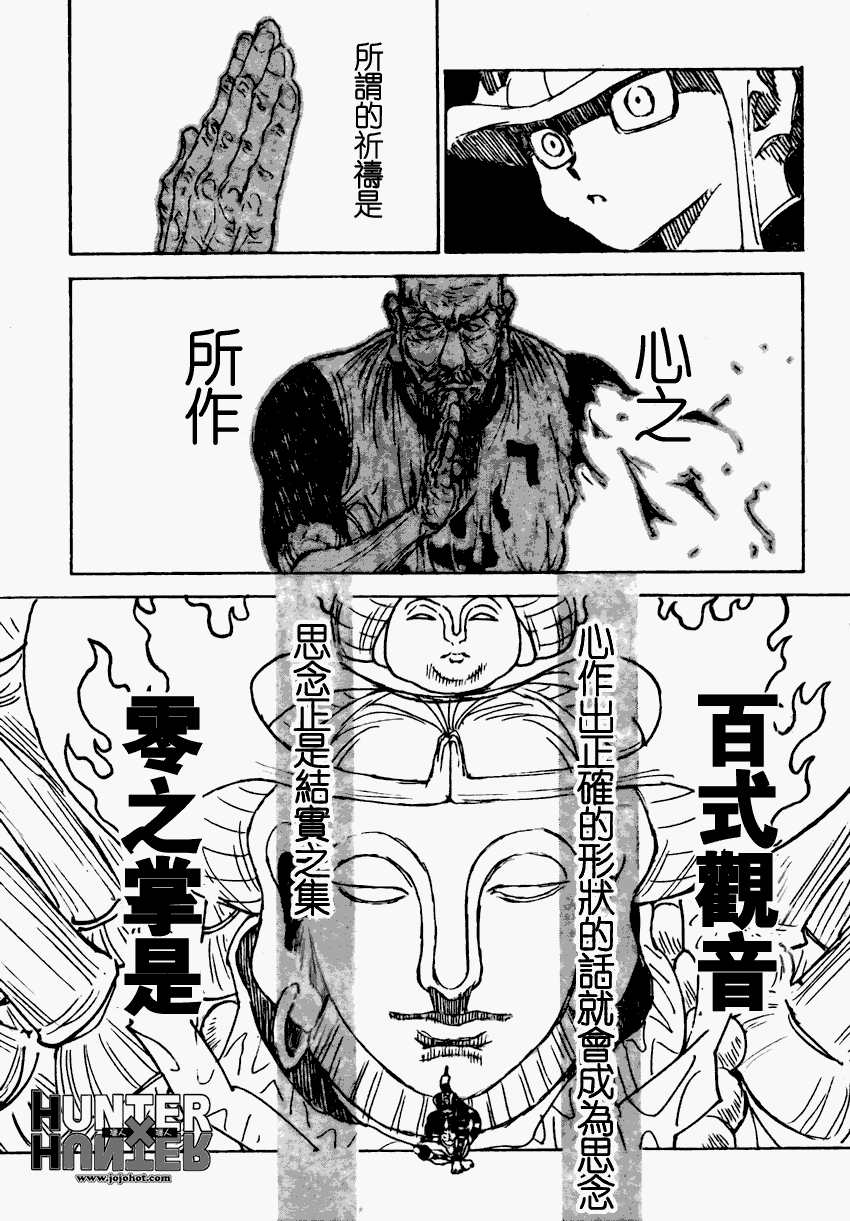 所謂的祈禱是
心之
所作
心作出正確的形狀的話就會成為思念
思念正是結實之集
百式觀音
零之掌是
HUNTER
×
HUNTER
www.jojohot.com